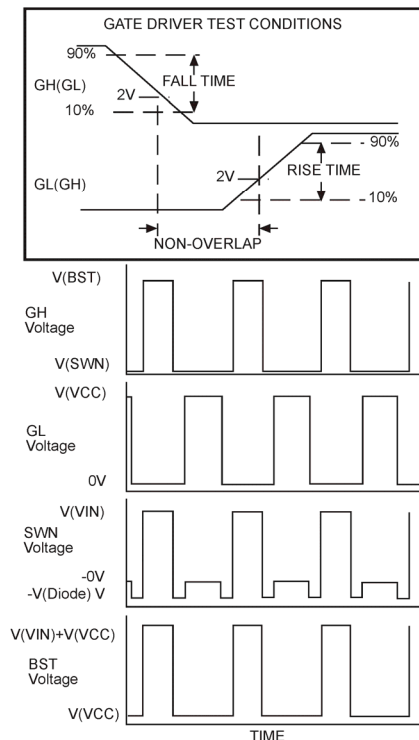 GATE DRIVER TEST CONDITIONS
90%
FALL TIME
GH(GL)
2V
10%
90%
2V
RISE TIME
GL(GH)
10%
NON-OVERLAP
V(BST)
GH
Voltage
V(SWN)
V(VCC)
GL
Voltage
0V
V(VIN)
SWN
Voltage
-0V
-V(Diode) V
V(VIN)+V(VCC)
BST
Voltage
V(VCC)
TIME